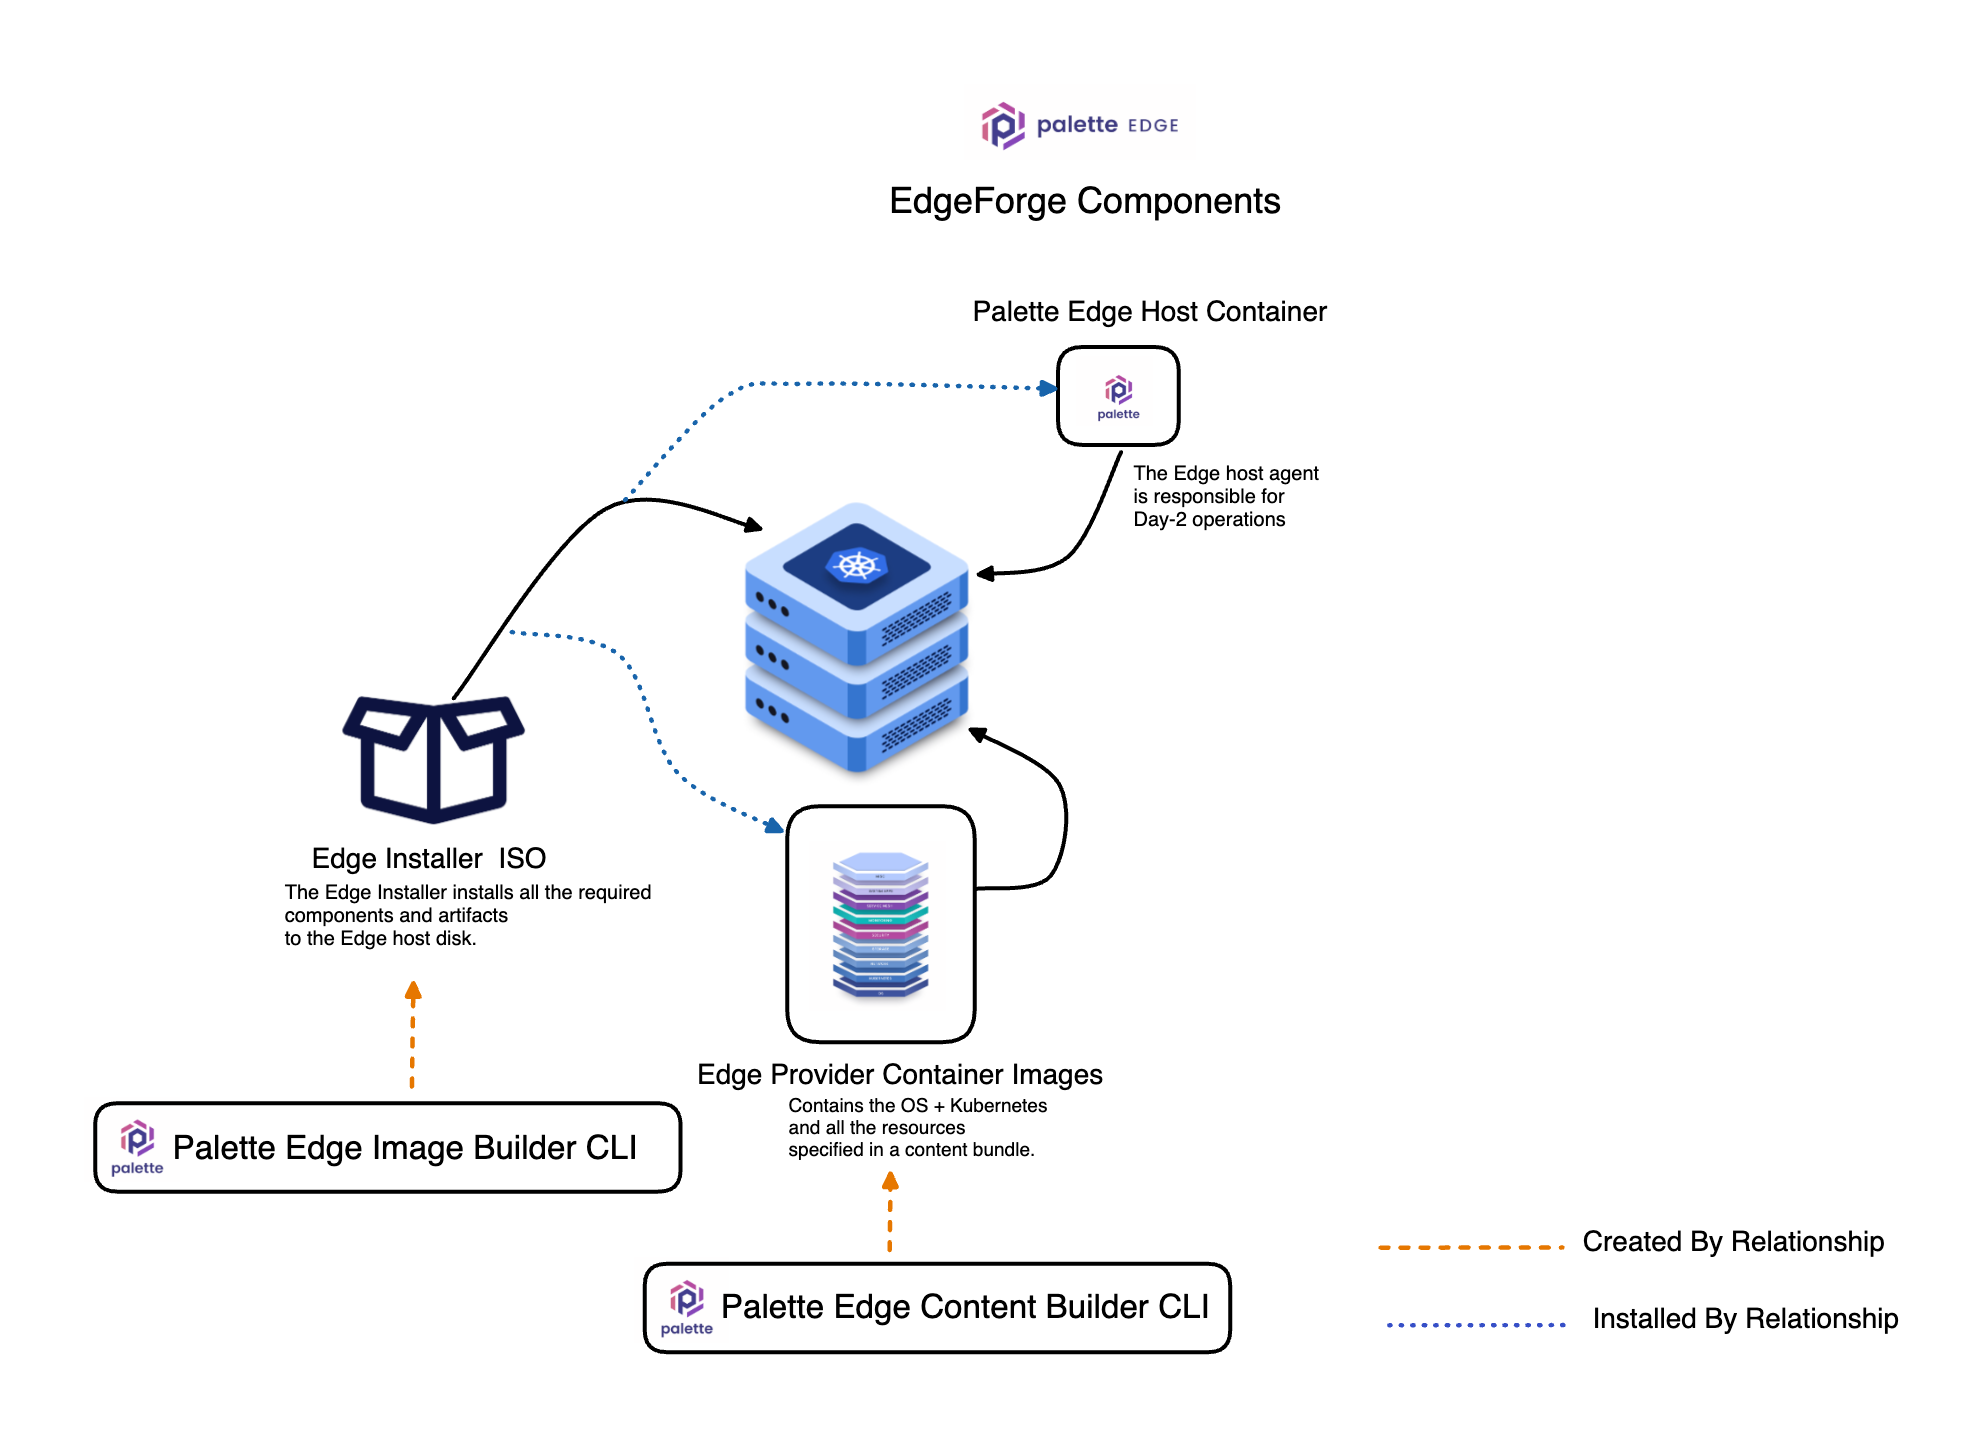 palette EDGE
EdgeForge Components
Palette Edge Host Container
palette
The Edge host agent
is responsible for
Day-2 operations
Edge Installer  ISO
The Edge Installer installs all the required
components and artifacts
to the Edge host disk.
Edge Provider Container Images
Contains the OS + Kubernetes
and all the resources
specified in a content bundle.
palette
Palette Edge Image Builder CLI
palette
Palette Edge Content Builder CLI
Created By Relationship
Installed By Relationship